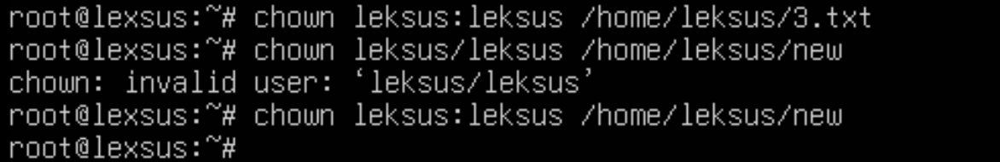 root@lexsus:~# chown leksus:leksus /home/leksus/3.txt
root@lexsus:~# chown leksus/leksus /home/leksus/new
chown: invalid user: ‘leksus/leksus’
root@lexsus:~# chown leksus:leksus /home/leksus/new
root@lexsus:~#